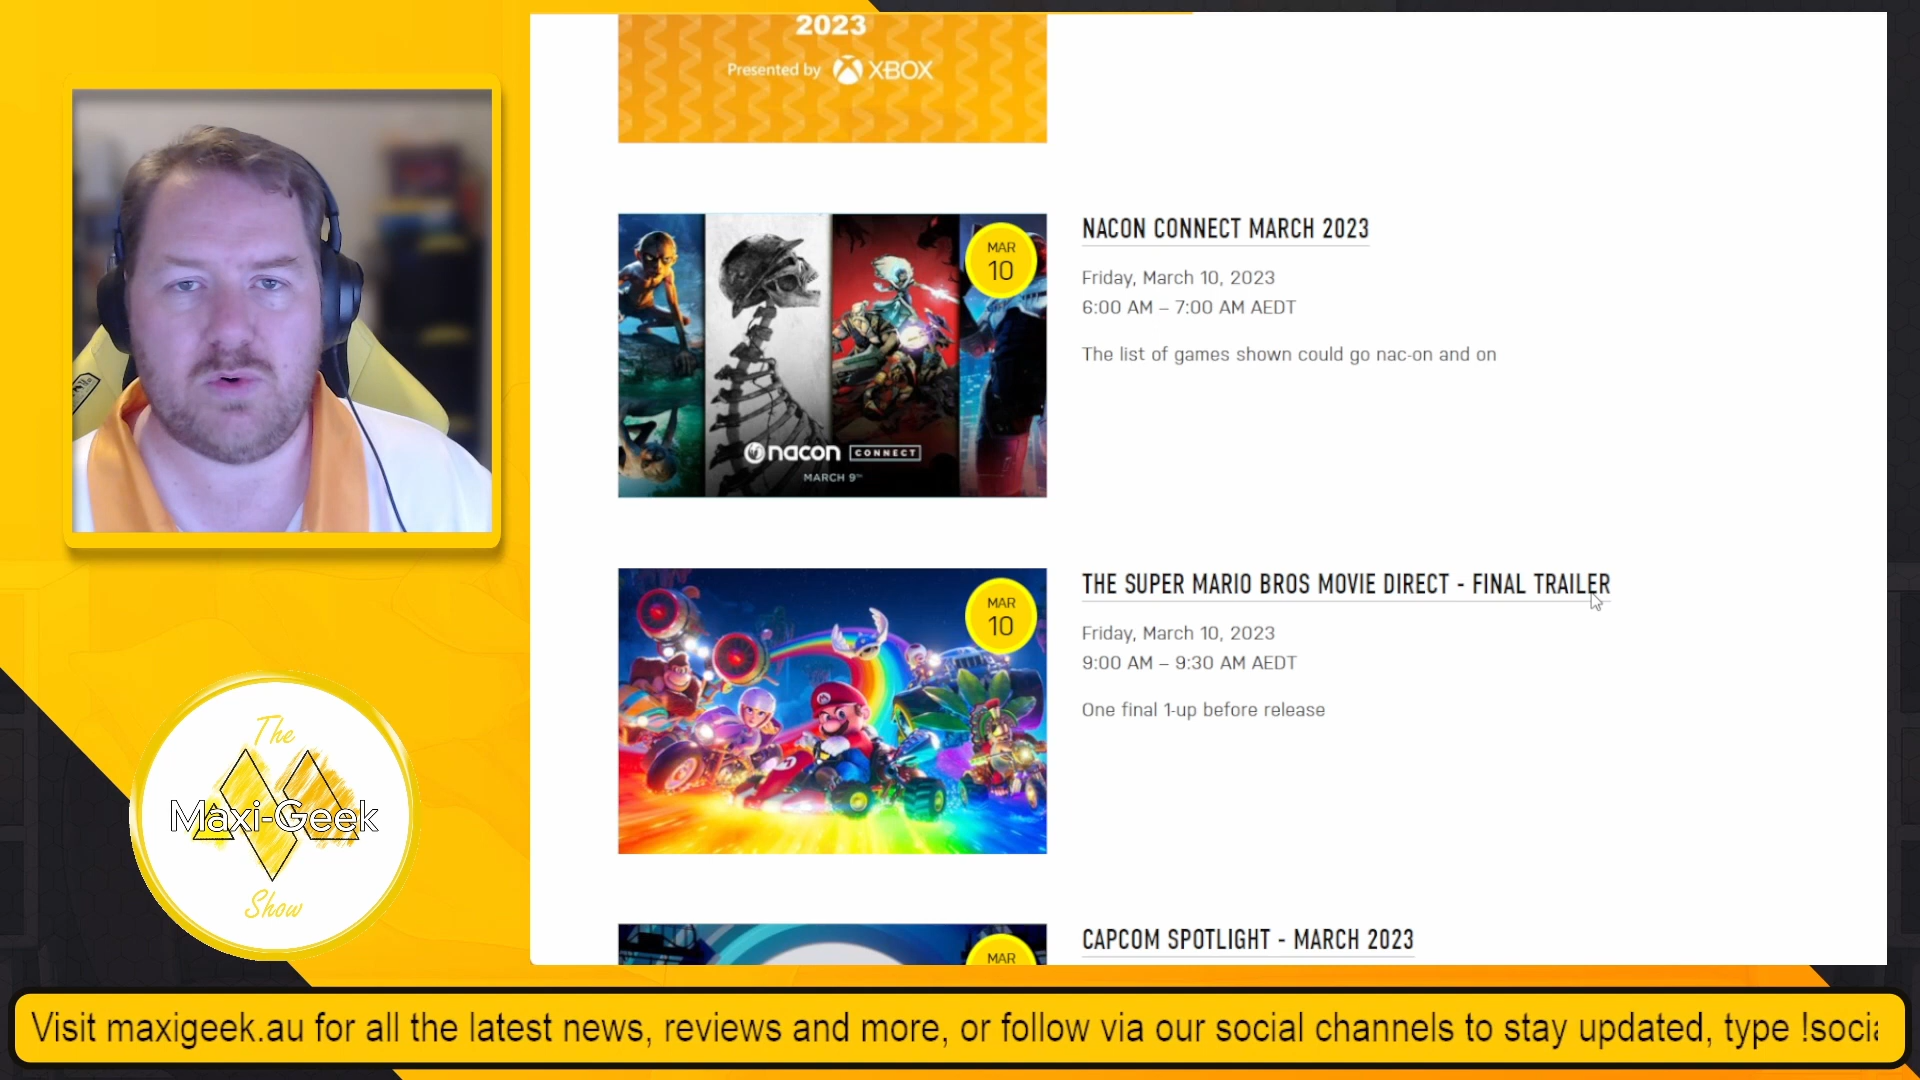 2023
Presented by XBOX
MAR
10
nacon CONNECT
MARCH 9TH
NACON CONNECT MARCH 2023
Friday, March 10, 2023
6:00 AM – 7:00 AM AEDT
The list of games shown could go nac-on and on
MAR
10
THE SUPER MARIO BROS MOVIE DIRECT - FINAL TRAILER
Friday, March 10, 2023
9:00 AM – 9:30 AM AEDT
One final 1-up before release
MAR
CAPCOM SPOTLIGHT - MARCH 2023
The
Maxi-Geek
Show
Visit maxigeek.au for all the latest news, reviews and more, or follow via our social channels to stay updated, type !soci